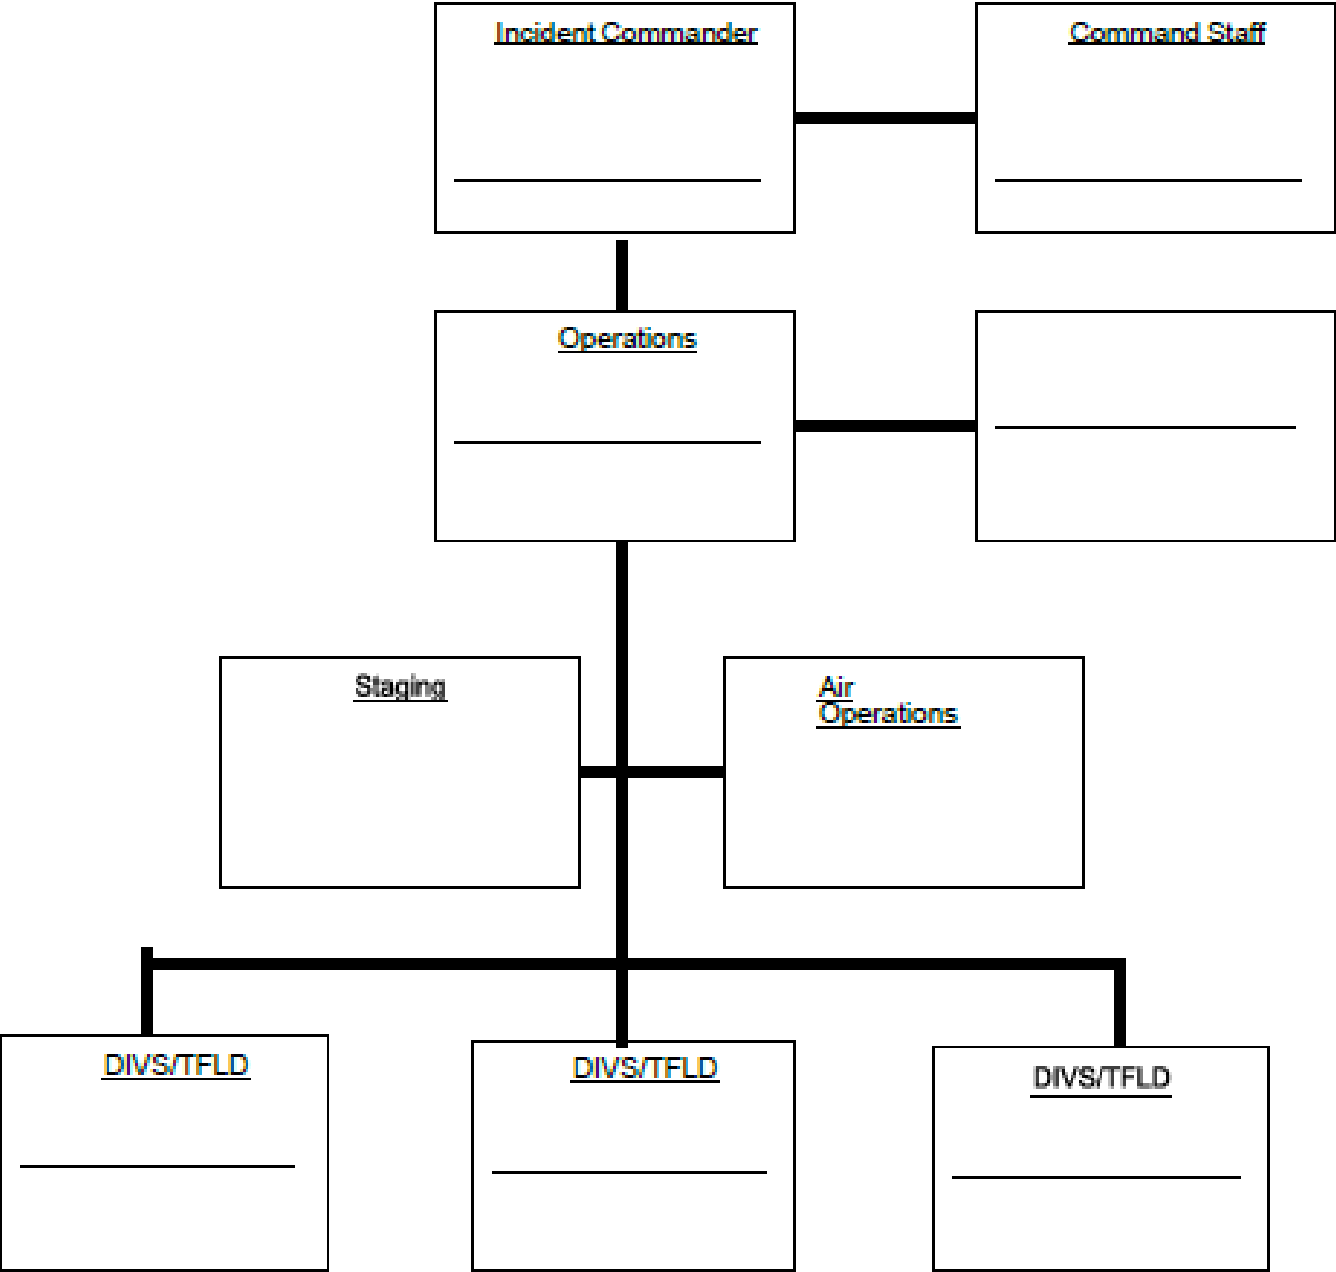 Incident Commander
Command Staff
Operations
Staging
Air
Operations
DIVS/TFLD
DIVS/TFLD
DIVS/TFLD